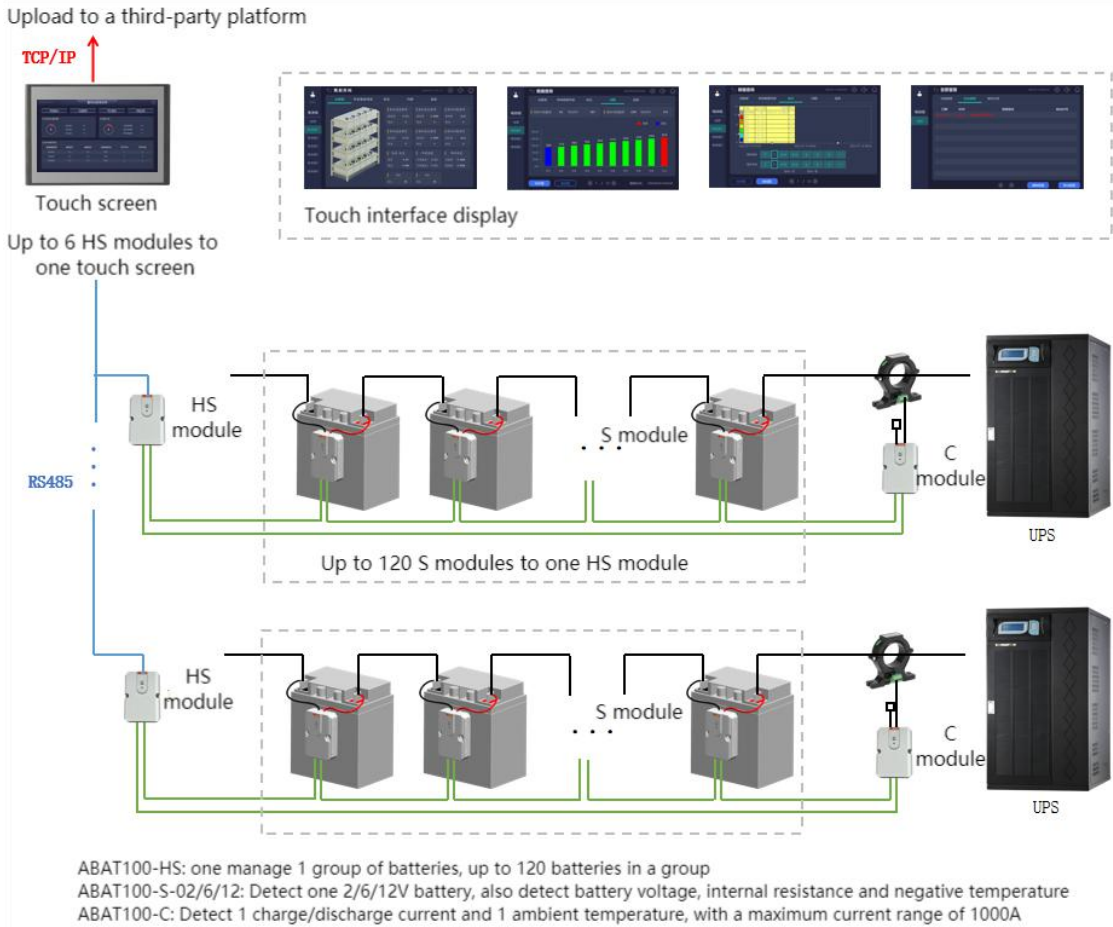 Upload to a third-party platform
TCP/IP
Touch screen
Touch interface display
Up to 6 HS modules to
one touch screen
HS
module
S module
C
module
RS485
UPS
Up to 120 S modules to one HS module
HS
module
S module
C
module
UPS
ABAT100-HS: one manage 1 group of batteries, up to 120 batteries in a group
ABAT100-S-02/6/12: Detect one 2/6/12V battery, also detect battery voltage, internal resistance and negative temperature
ABAT100-C: Detect 1 charge/discharge current and 1 ambient temperature, with a maximum current range of 1000A